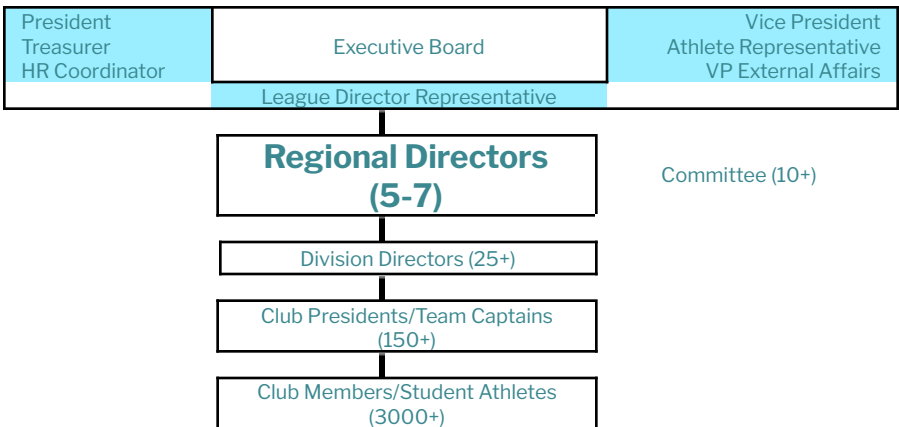 President
Treasurer
HR Coordinator
Executive Board
Vice President
Athlete Representative
VP External Affairs
League Director Representative
Regional Directors
(5-7)
Committee (10+)
Division Directors (25+)
Club Presidents/Team Captains
(150+)
Club Members/Student Athletes
(3000+)